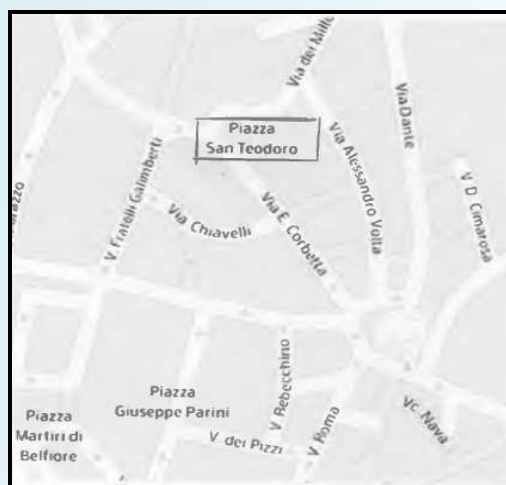 Via dei Mille
Piazza
San Teodoro
Via Dante
Via Alessandro Volta
V. D. Cimarosa
V. Fratelli Galimberti
Via Chiavelli
Via E. Corbetta
Piazza
Giuseppe Parini
V. Rebecchino
Piazza
Martiri di
Belfiore
V. dei Pizzi
V. Roma
Vc. Nava